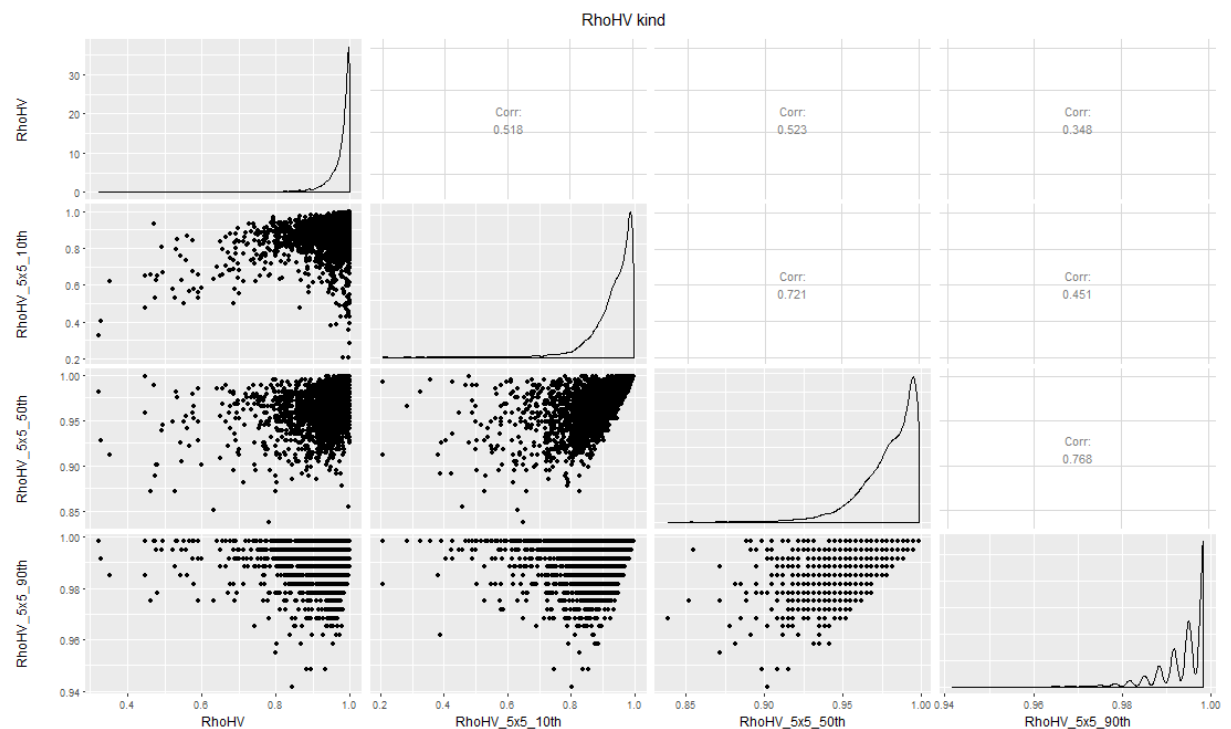 RhoHV kind
RhoHV
30
20
10
0
Corr:
0.518
Corr:
0.523
Corr:
0.348
RhoHV_5x5_10th
1.0
0.8
0.6
0.4
0.2
Corr:
0.721
Corr:
0.451
RhoHV_5x5_50th
1.00
0.95
0.90
0.85
Corr:
0.768
RhoHV_5x5_90th
1.00
0.98
0.96
0.94
0.4 0.6 0.8 1.0
0.2 0.4 0.6 0.8 1.0
0.85 0.90 0.95
0.94 0.96 0.98 1.00
RhoHV
RhoHV_5x5_10th
RhoHV_5x5_50th
RhoHV_5x5_90th